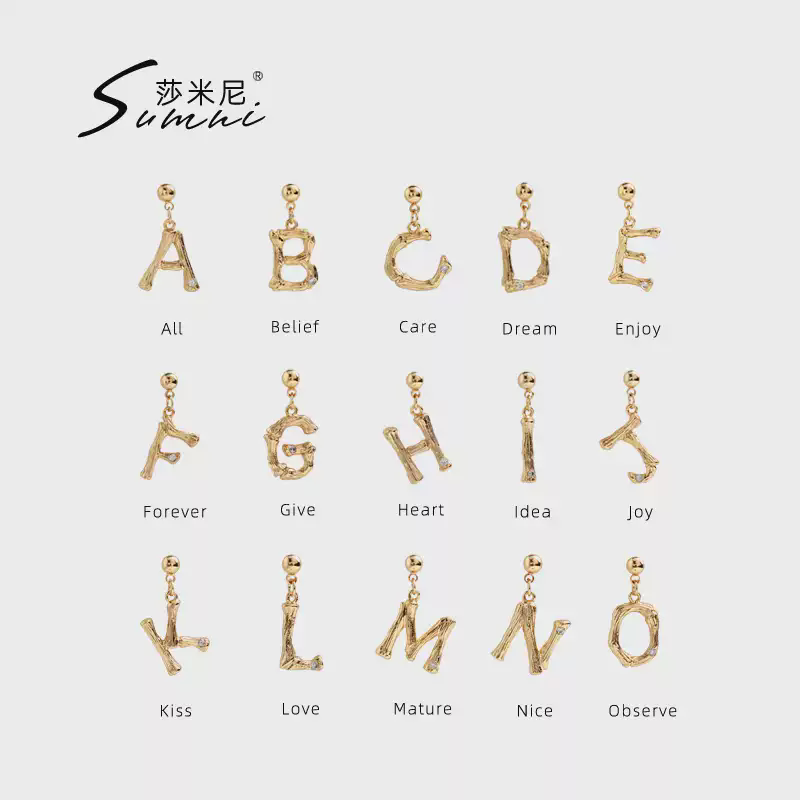 莎米尼®
Sumni
A B C D E
All Belief Care Dream Enjoy
F G H I J
Forever Give Heart Idea Joy
K L M N O
Kiss Love Mature Nice Observe